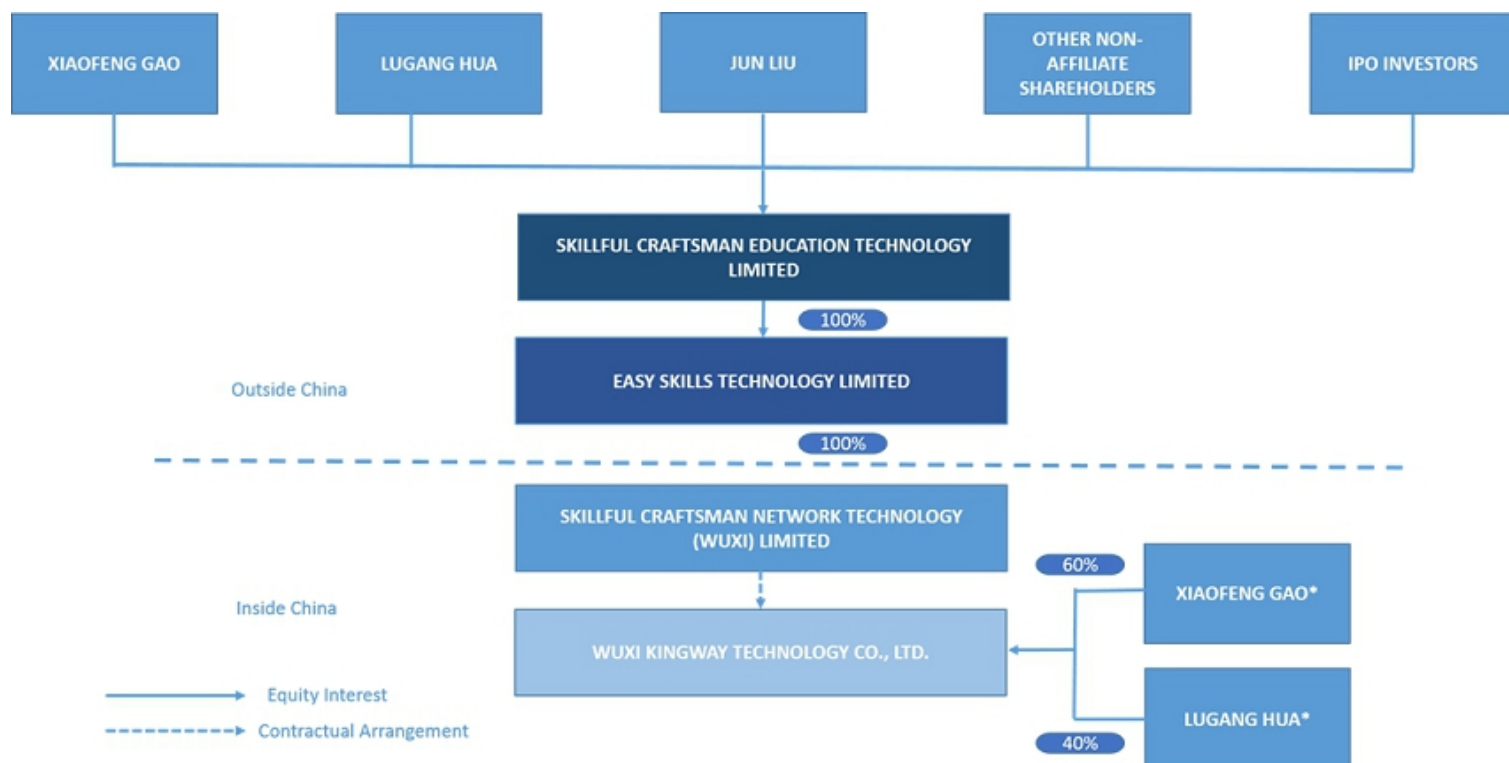 XIAOFENG GAO
LUGANG HUA
JUN LIU
OTHER NON-
AFFILIATE
SHAREHOLDERS
IPO INVESTORS
SKILLFUL CRAFTSMAN EDUCATION TECHNOLOGY
LIMITED
100%
EASY SKILLS TECHNOLOGY LIMITED
Outside China
100%
SKILLFUL CRAFTSMAN NETWORK TECHNOLOGY
(WUXI) LIMITED
60%
XIAOFENG GAO*
Inside China
WUXI KINGWAY TECHNOLOGY CO., LTD.
Equity Interest
Contractual Arrangement
LUGANG HUA*
40%